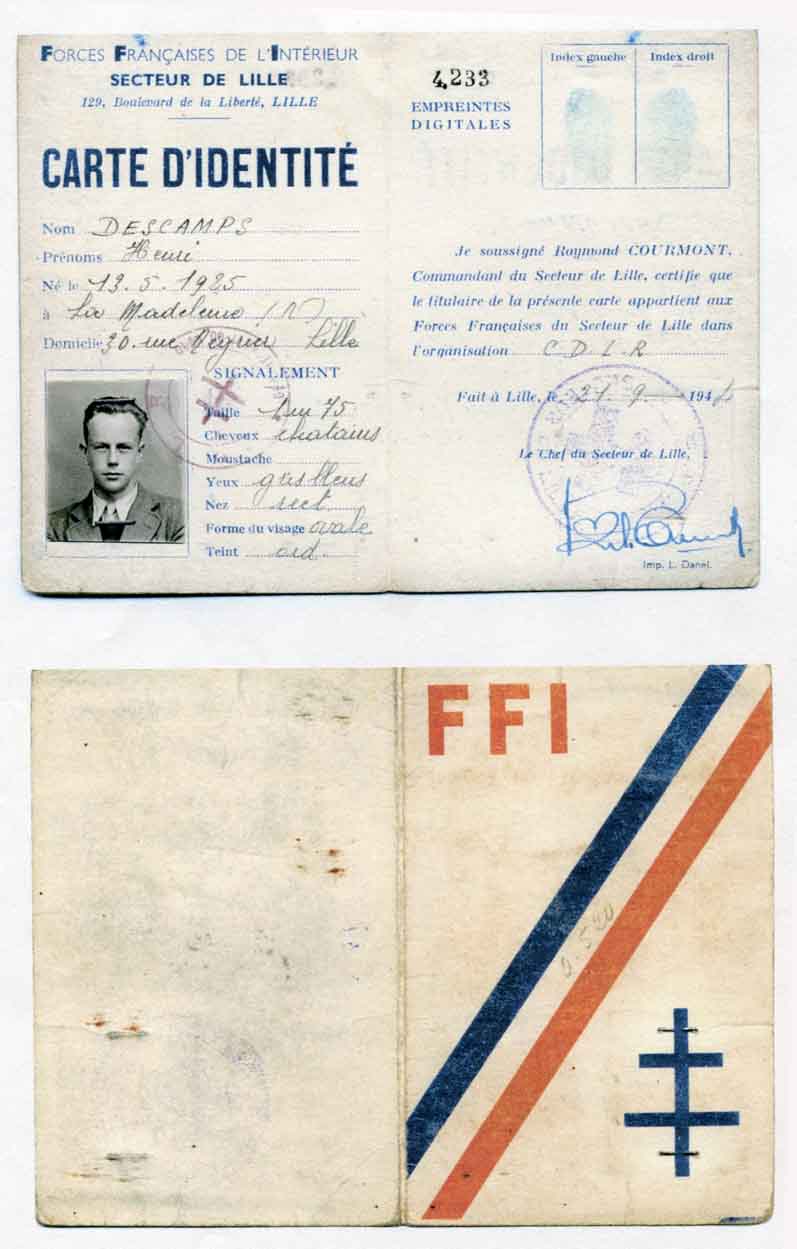 FORCES FRANÇAISES DE L'INTÉRIEUR
SECTEUR DE LILLE
129, Boulevard de la Liberté, LILLE
CARTE D'IDENTITÉ
Nom DESCAMPS
Prénoms Henri
Né le 13.5.1925
à La Madeleine (N)
Domicile 30 rue Lille
SIGNALEMENT
Taille 1m75
Cheveux chatains
Moustache
Yeux gris bleus
Nez rect
Forme du visage ovale
Teint ord
4,233
EMPREINTES
DIGITALES
Index gauche Index droit
Je soussigné Raymond COURMONT,
Commandant du Secteur de Lille, certifie que
le titulaire de la présente carte appartient aux
Forces Françaises du Secteur de Lille dans
l'organisation C D L R
Fait à Lille, le 21.9 1944
Le Chef du Secteur de Lille,
Imp. L. Danel.
FFI